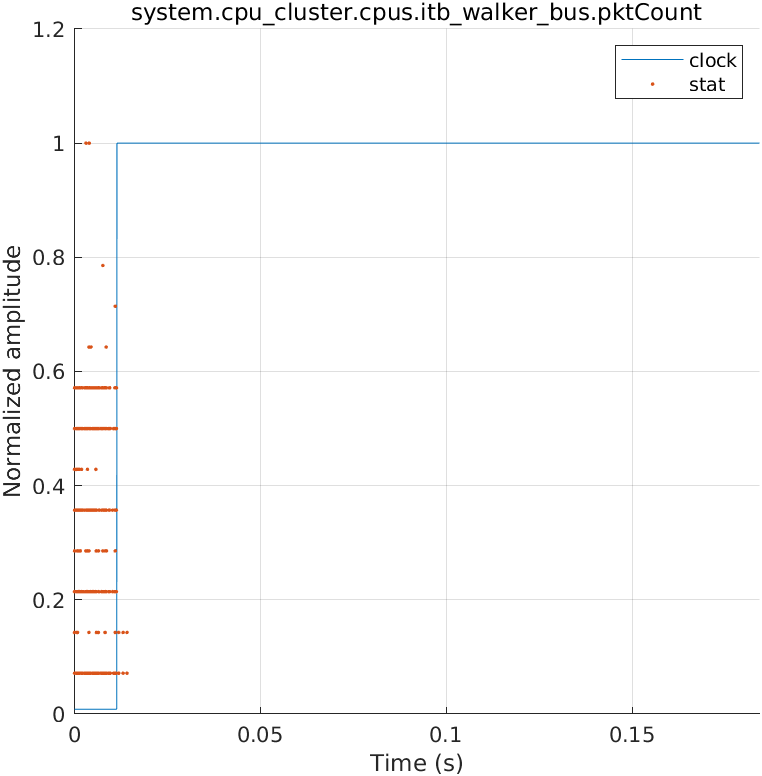 system.cpu_cluster.cpus.itb_walker_bus.pktCount
1.2
clock
stat
1
0.8
0.6
0.4
0.2
0
Normalized amplitude
0 0.05 0.1 0.15
Time (s)